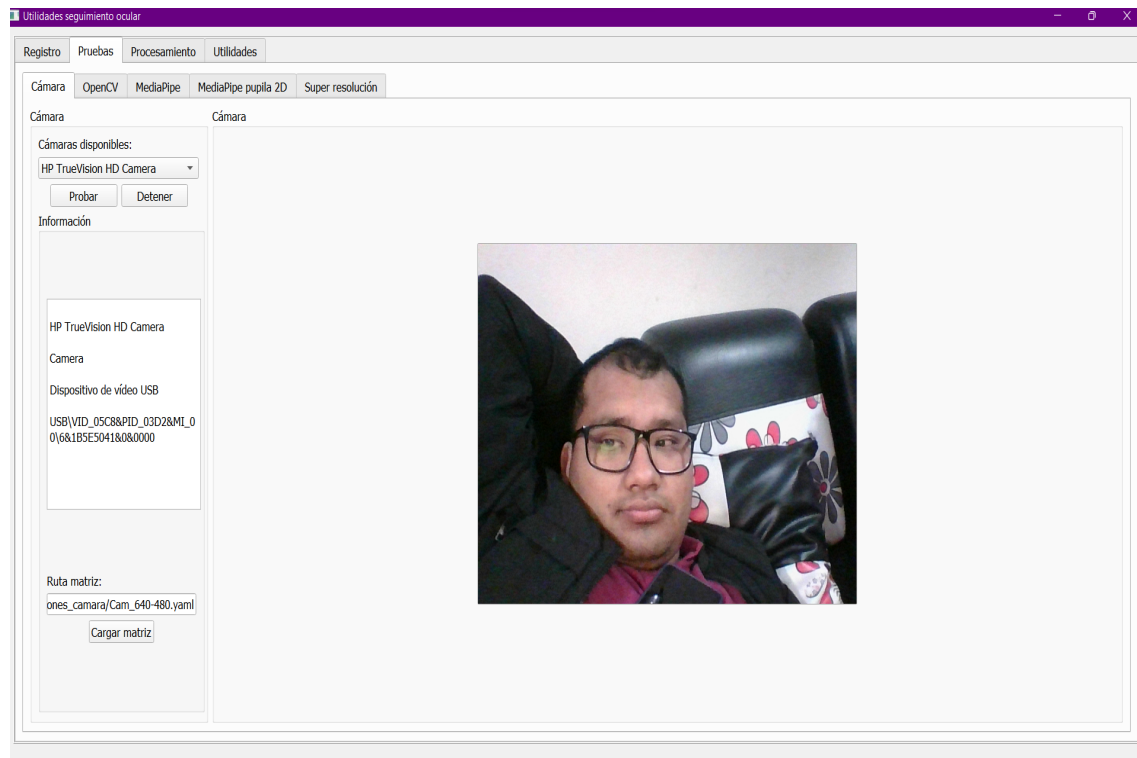 Utilidades seguimiento ocular
Registro Pruebas Procesamiento Utilidades
Cámara OpenCV MediaPipe MediaPipe pupila 2D Super resolución
Cámara
Cámaras disponibles:
HP TrueVision HD Camera
Probar Detener
Información
HP TrueVision HD Camera
Camera
Dispositivo de vídeo USB
USB\VID_05C8&PID_03D2&MI_0
0\6&1B5E5041&0&0000
Ruta matriz:
ones_camara/Cam_640-480.yaml
Cargar matriz
Cámara